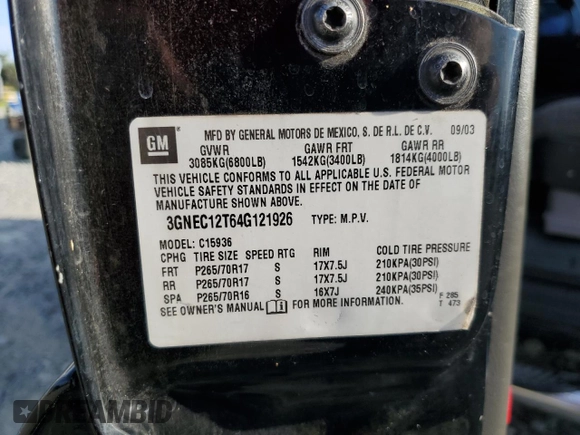 GM
MFD BY GENERAL MOTORS DE MEXICO, S. DE R.L. DE C.V. 09/03
GVWR GAWR FRT GAWR RR
3085KG(6800LB) 1542KG(3400LB) 1814KG(4000LB)
THIS VEHICLE CONFORMS TO ALL APPLICABLE U.S. FEDERAL MOTOR
VEHICLE SAFETY STANDARDS IN EFFECT ON THE DATE OF
MANUFACTURE SHOWN ABOVE.
3GNEC12T64G121926 TYPE: M.P.V.
MODEL: C15936
CPHG TIRE SIZE SPEED RTG RIM COLD TIRE PRESSURE
FRT P265/70R17 S 17X7.5J 210KPA(30PSI)
RR P265/70R17 S 17X7.5J 210KPA(30PSI)
SPA P265/70R16 S 16X7J 240KPA(35PSI)
SEE OWNER'S MANUAL FOR MORE INFORMATION.
F 285
T 473
PREAMBID